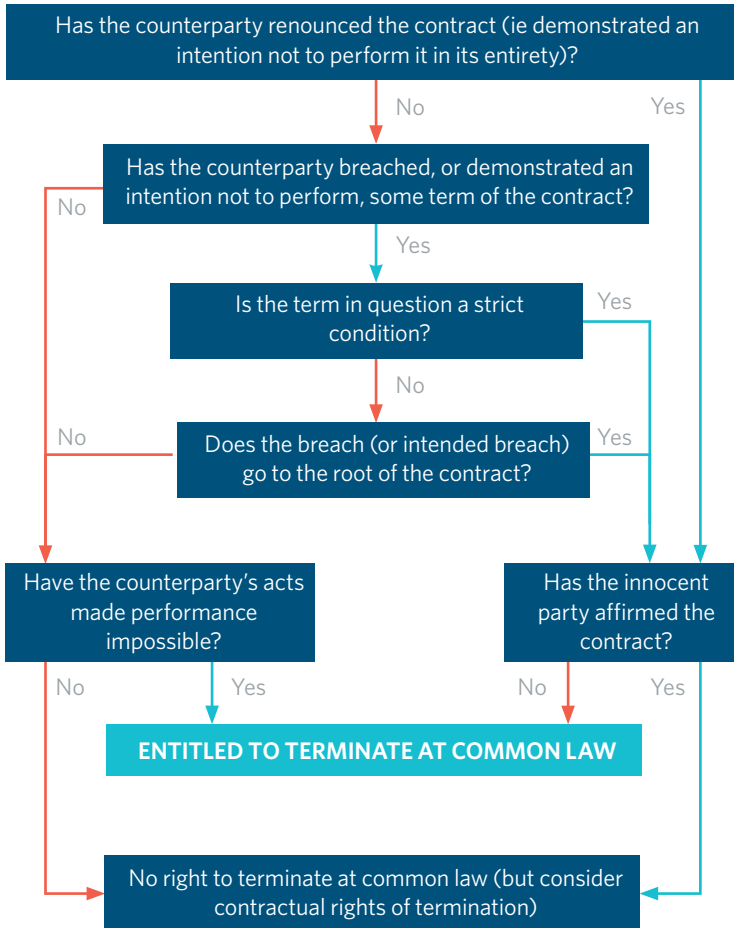 Has the counterparty renounced the contract (ie demonstrated an
intention not to perform it in its entirety)?
No
Yes
Has the counterparty breached, or demonstrated an
intention not to perform, some term of the contract?
No
Yes
Is the term in question a strict
condition?
Yes
No
Does the breach (or intended breach)
go to the root of the contract?
No
Yes
Have the counterparty's acts
made performance
impossible?
Has the innocent
party affirmed the
contract?
No
Yes
No
Yes
ENTITLED TO TERMINATE AT COMMON LAW
No right to terminate at common law (but consider
contractual rights of termination)